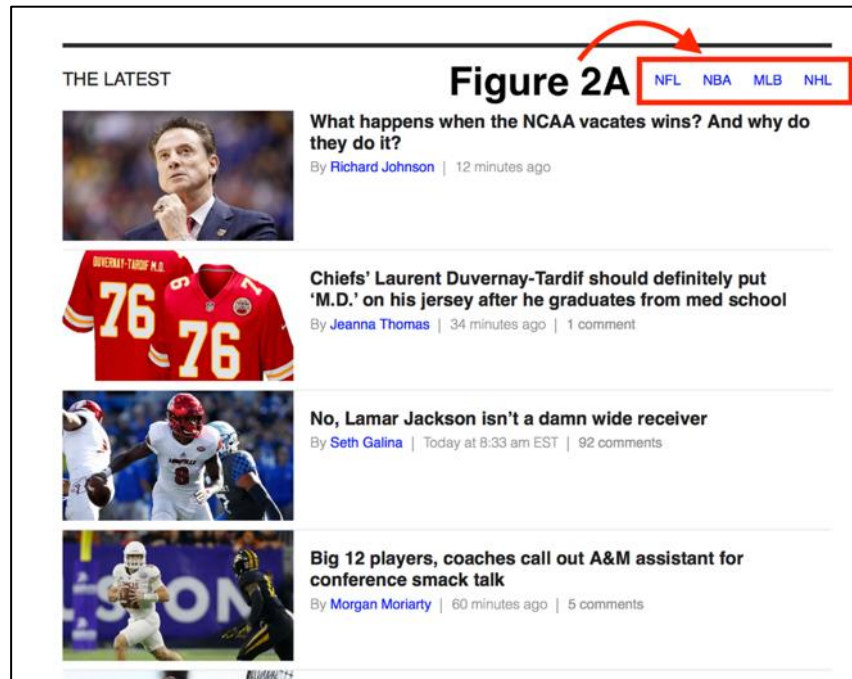 THE LATEST
Figure 2A
NFL NBA MLB NHL
What happens when the NCAA vacates wins? And why do
they do it?
By Richard Johnson | 12 minutes ago
DUVERNAY-TARDIF M.D.
76
76
76
Chiefs’ Laurent Duvernay-Tardif should definitely put
‘M.D.’ on his jersey after he graduates from med school
By Jeanna Thomas | 34 minutes ago | 1 comment
8
No, Lamar Jackson isn’t a damn wide receiver
By Seth Galina | Today at 8:33 am EST | 92 comments
Big 12 players, coaches call out A&M assistant for
conference smack talk
By Morgan Moriarty | 60 minutes ago | 5 comments